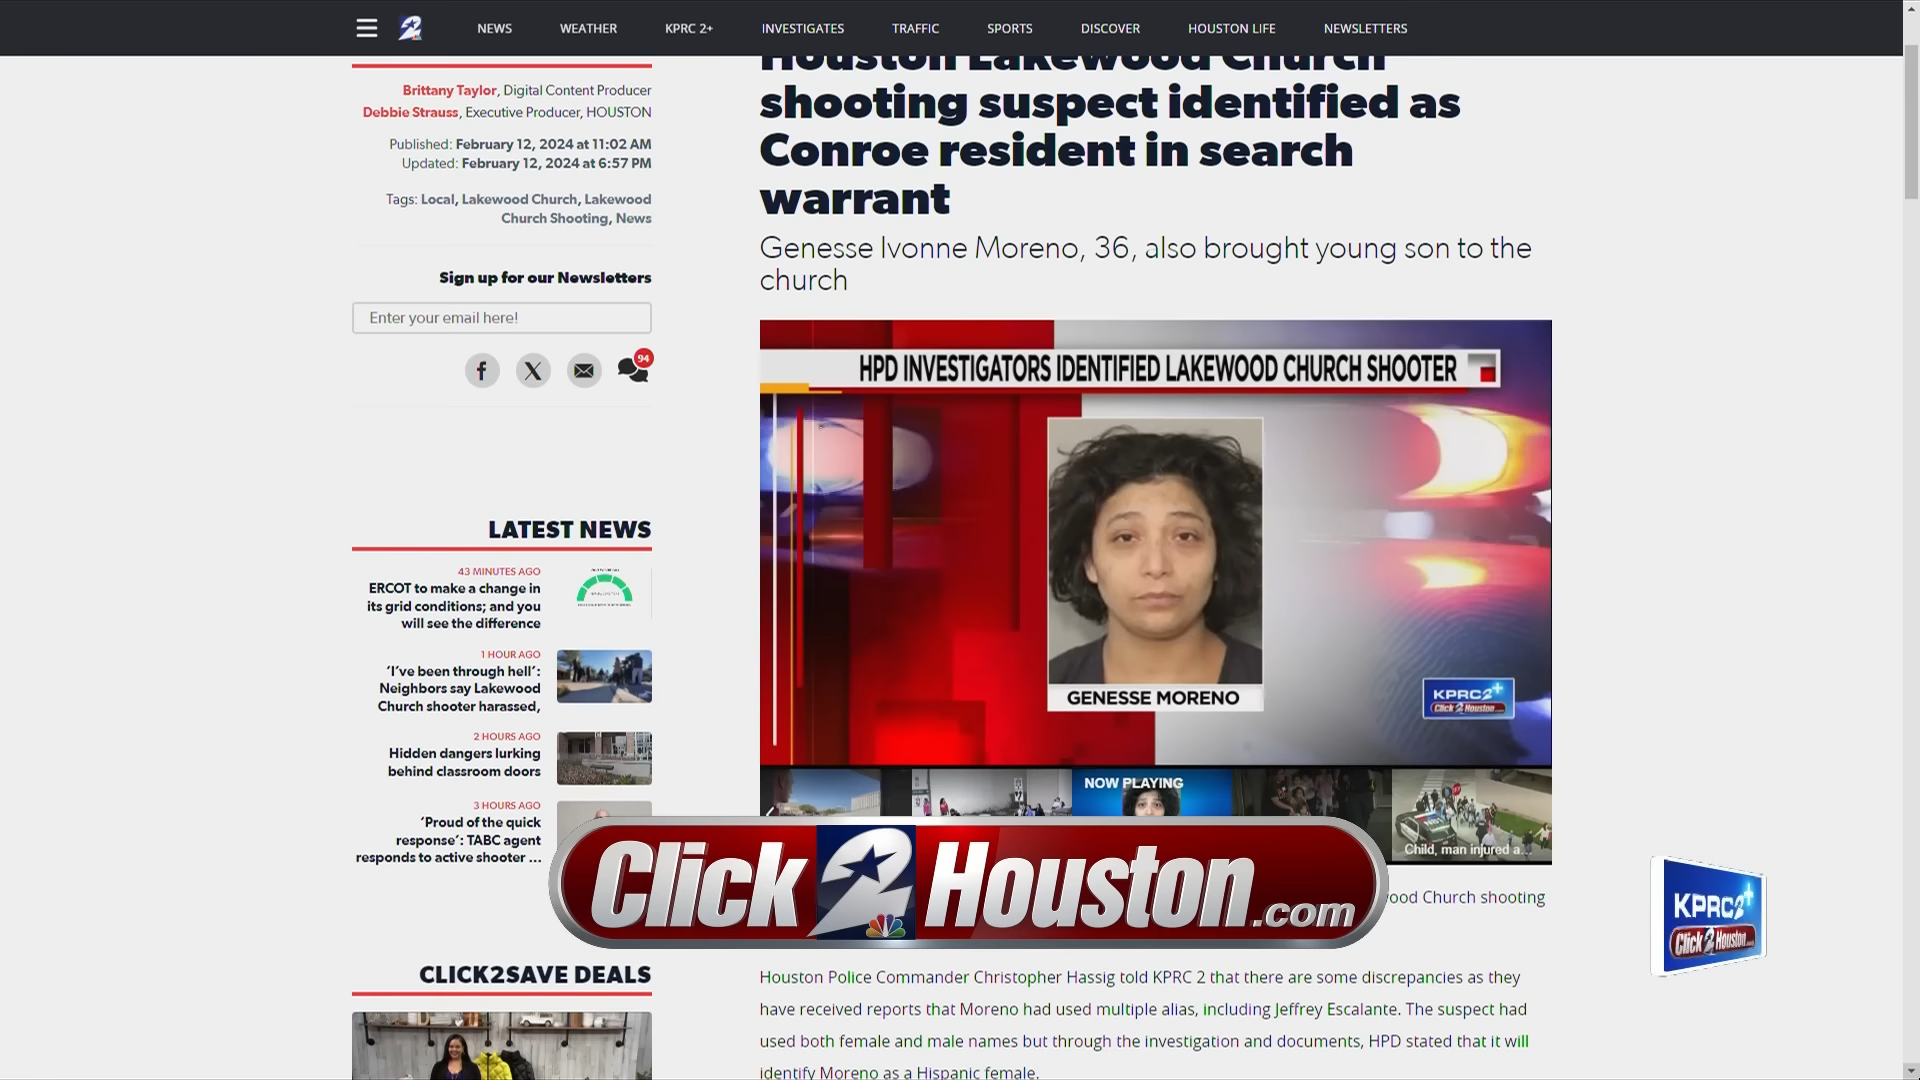 NEWS
WEATHER
KPRC 2+
INVESTIGATES
TRAFFIC
SPORTS
DISCOVER
HOUSTON LIFE
NEWSLETTERS
Brittany Taylor, Digital Content Producer
Debbie Strauss, Executive Producer, HOUSTON
Published: February 12, 2024 at 11:02 AM
Updated: February 12, 2024 at 6:57 PM
Tags: Local, Lakewood Church, Lakewood
Church Shooting, News
Sign up for our Newsletters
Enter your email here!
94
LATEST NEWS
43 MINUTES AGO
ERCOT to make a change in
its grid conditions; and you
will see the difference
1 HOUR AGO
‘I’ve been through hell’:
Neighbors say Lakewood
Church shooter harassed,
2 HOURS AGO
Hidden dangers lurking
behind classroom doors
3 HOURS AGO
‘Proud of the quick
response’: TABC agent
responds to active shooter ...
CLICK2SAVE DEALS
Houston Lakewood Church
shooting suspect identified as
Conroe resident in search
warrant
Genesse Ivonne Moreno, 36, also brought young son to the
church
HPD INVESTIGATORS IDENTIFIED LAKEWOOD CHURCH SHOOTER
GENESSE MORENO
KPRC2+
Click2Houston.com
NOW PLAYING
Child, man injured a...
Click2Houston.com
wood Church shooting
KPRC2+
Click2Houston
Houston Police Commander Christopher Hassig told KPRC 2 that there are some discrepancies as they
have received reports that Moreno had used multiple alias, including Jeffrey Escalante. The suspect had
used both female and male names but through the investigation and documents, HPD stated that it will
identify Moreno as a Hispanic female.